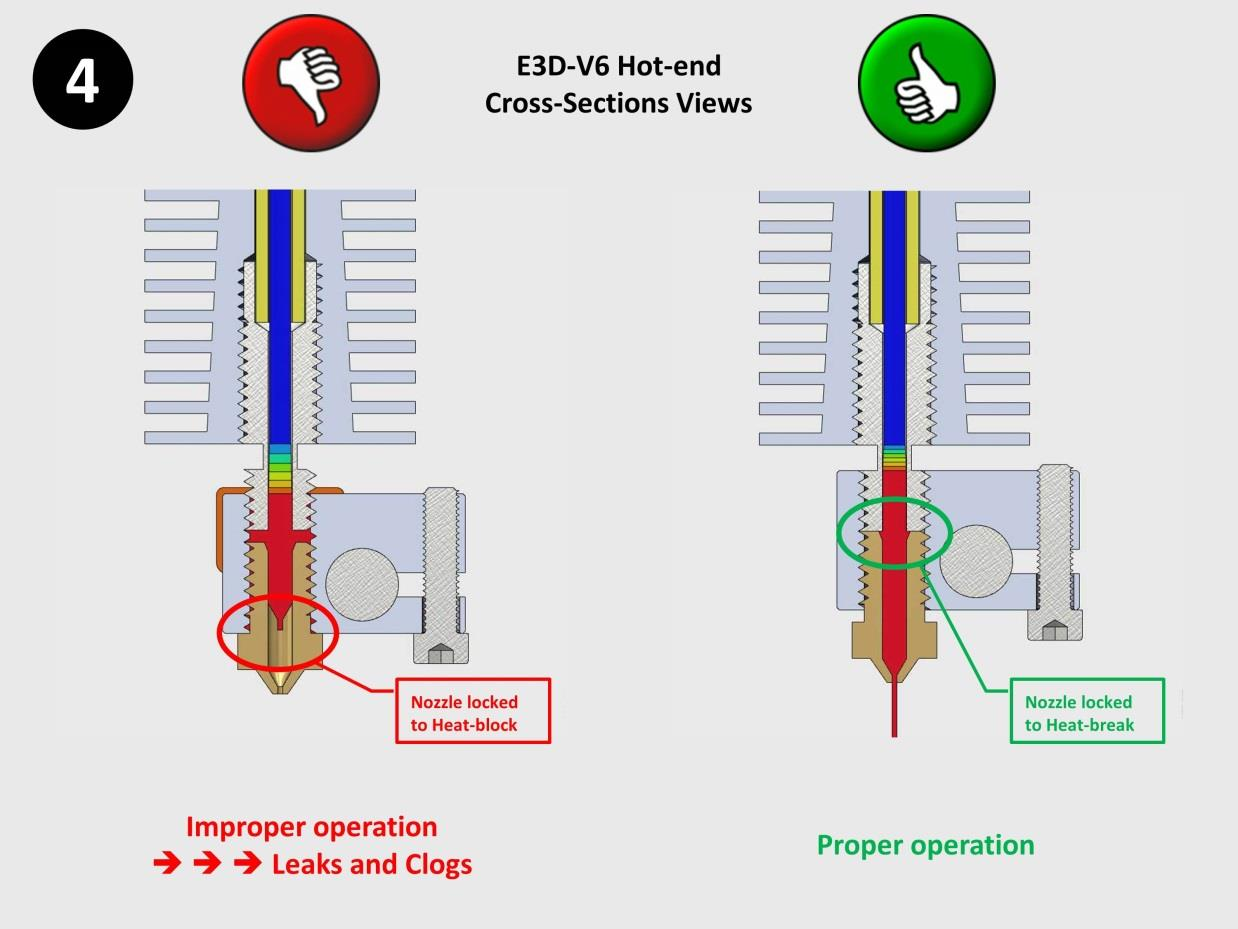 4
E3D-V6 Hot-end
Cross-Sections Views
Nozzle locked
to Heat-block
Nozzle locked
to Heat-break
Improper operation
➔ ➔ ➔ Leaks and Clogs
Proper operation